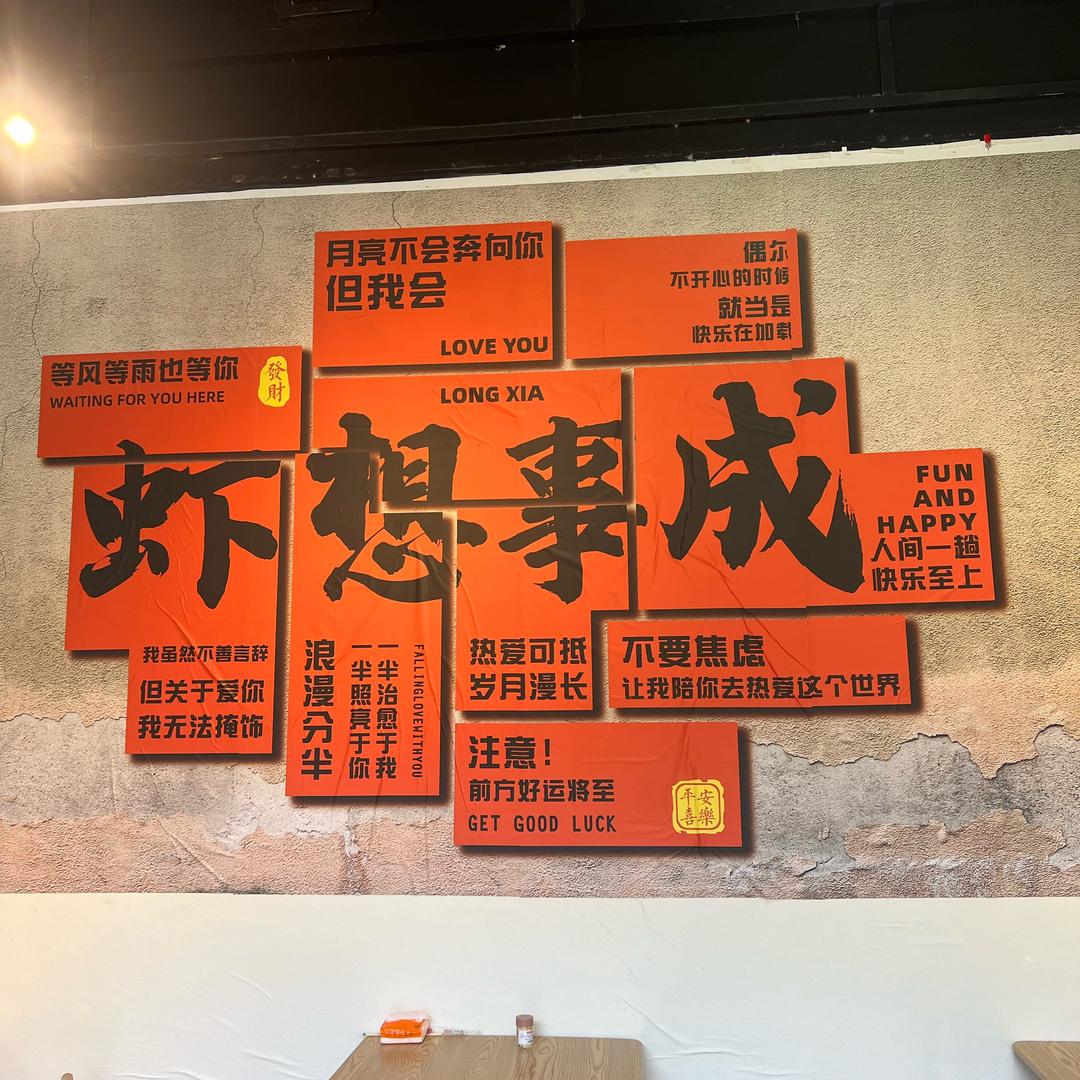 月亮不会奔向你
但我会
LOVE YOU
偶尔
不开心的时候
就当是
快乐在加载
等风等雨也等你
WAITING FOR YOU HERE
發財
LONG XIA
虾想事成
FUN
AND
HAPPY
人间一趟
快乐至上
我虽然不善言辞
但关于爱你
我无法掩饰
浪漫分半
一半治愈于我
一半照亮于你
FALLINGLOVEWITHYOU
热爱可抵
岁月漫长
不要焦虑
让我陪你去热爱这个世界
注意!
前方好运将至
GET GOOD LUCK
平安
喜樂